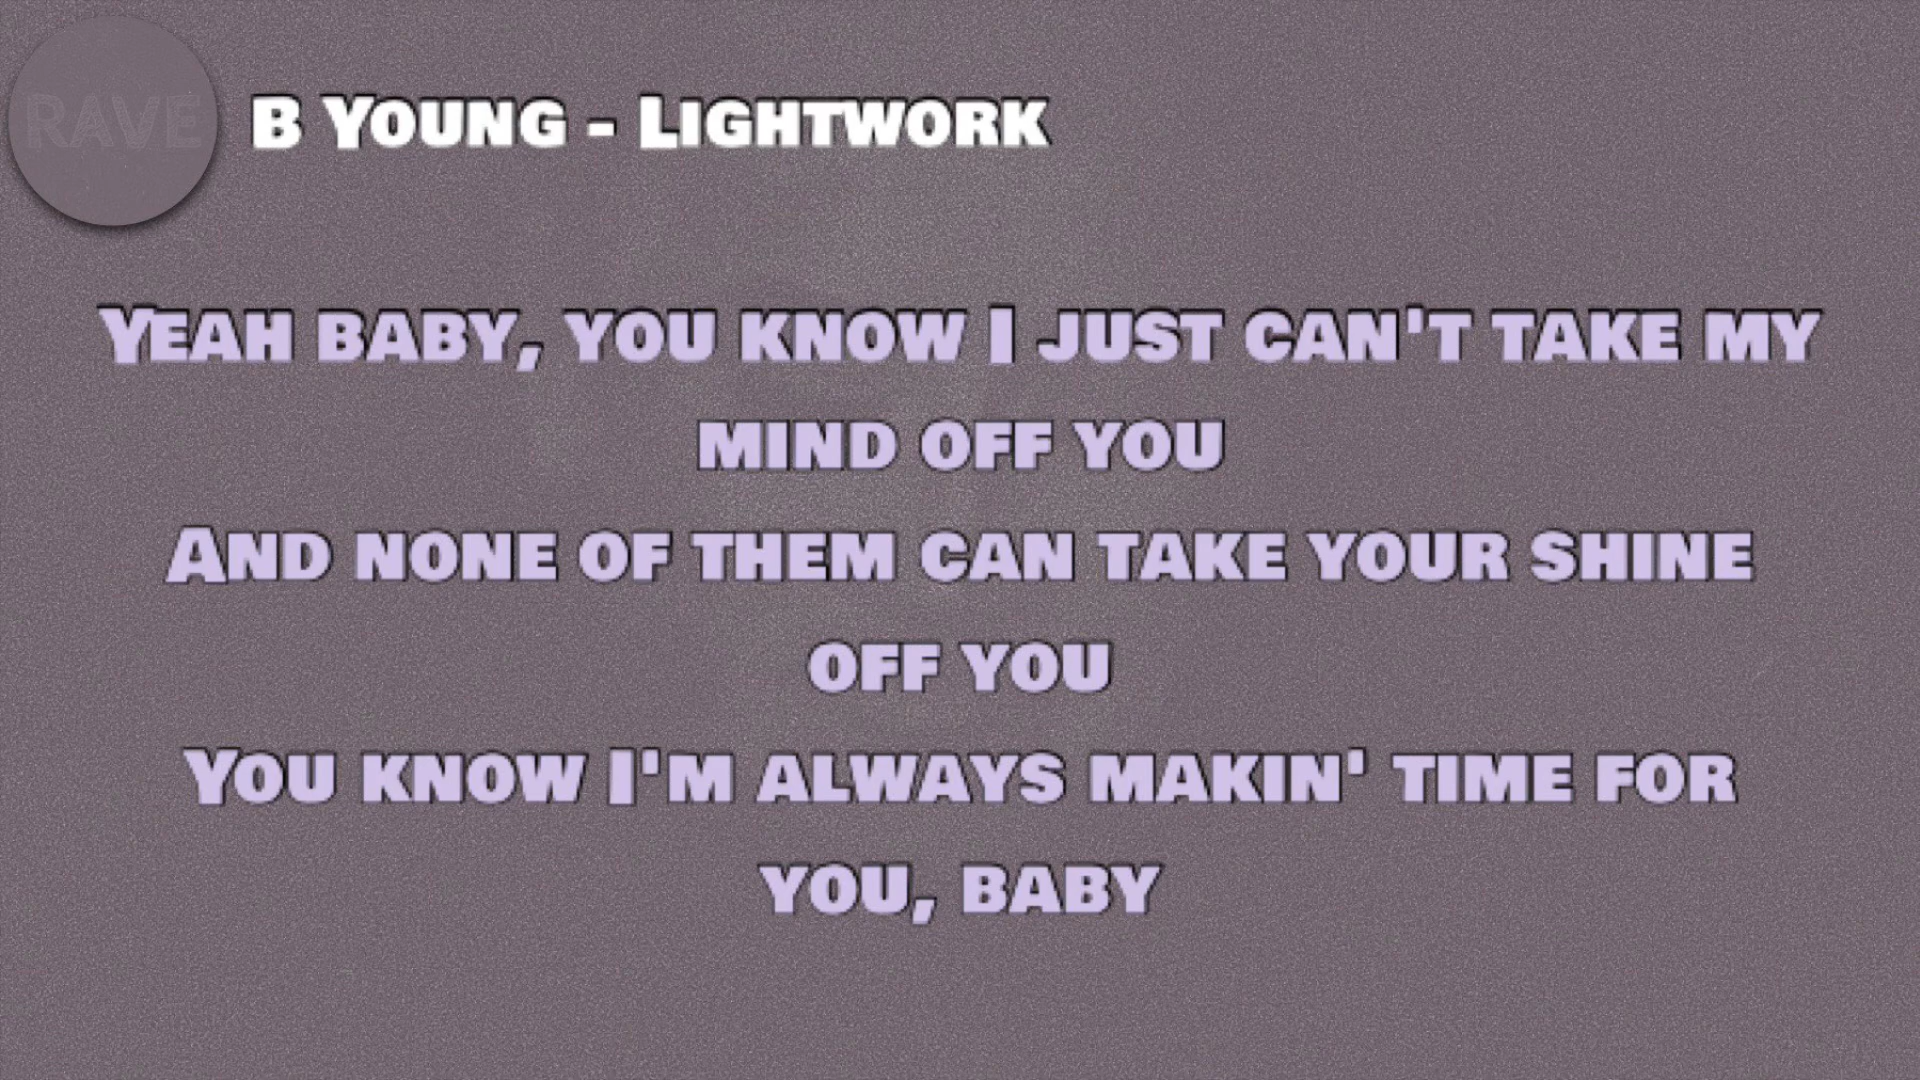 RAVE
B Young - Lightwork
Yeah baby, you know I just can't take my
mind off you
And none of them can take your shine
off you
You know I'm always makin' time for
you, baby